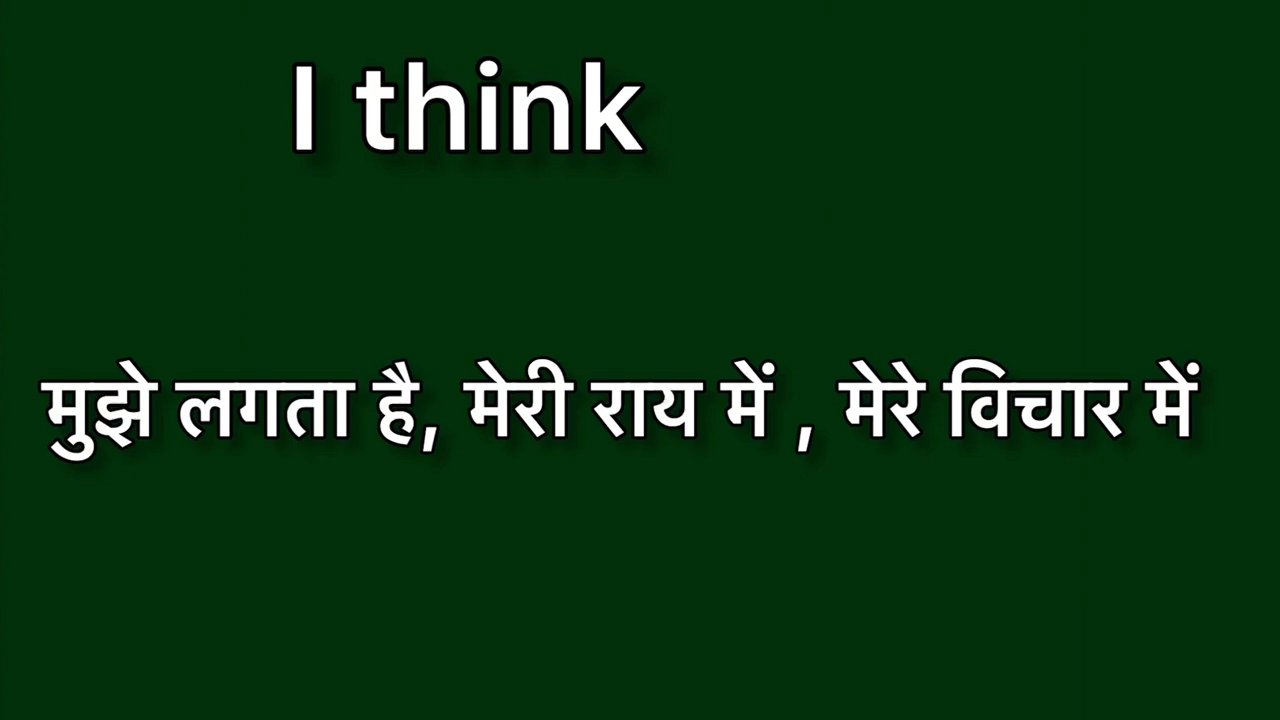 I think
मुझे लगता है, मेरी राय में , मेरे विचार में